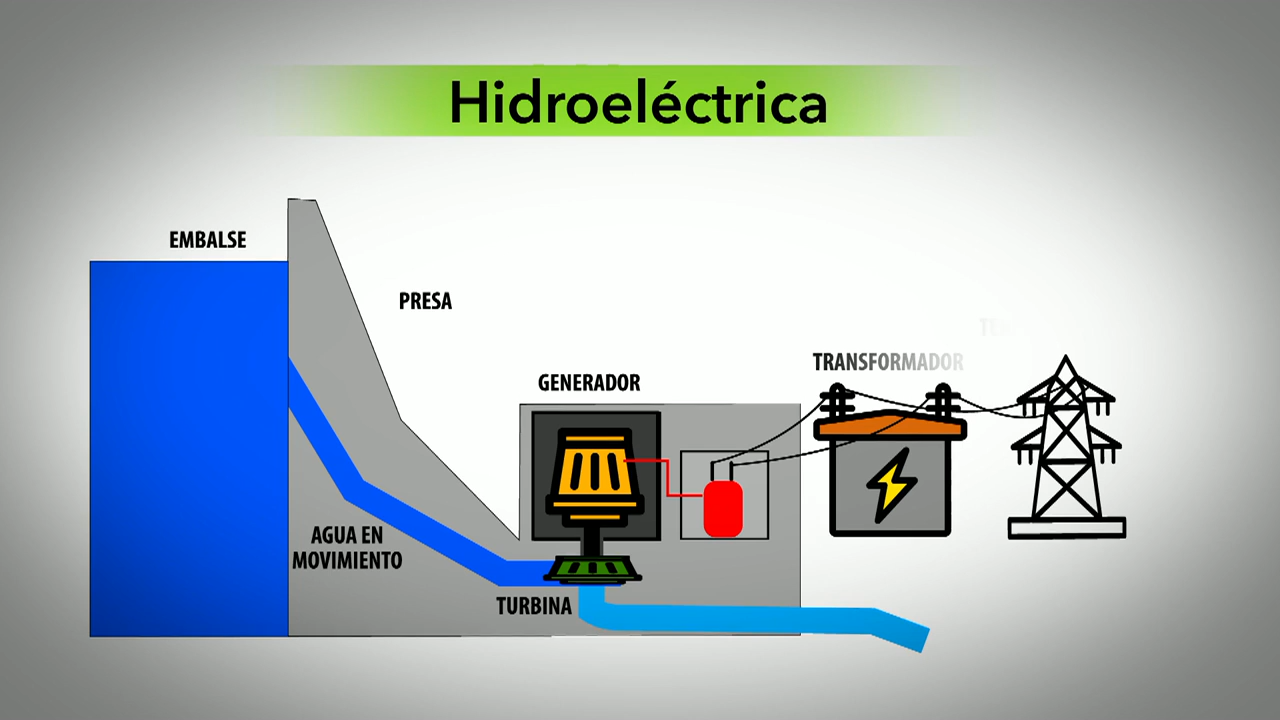 Hidroeléctrica
EMBALSE
PRESA
TRANSFORMADOR
GENERADOR
AGUA EN
MOVIMIENTO
TURBINA